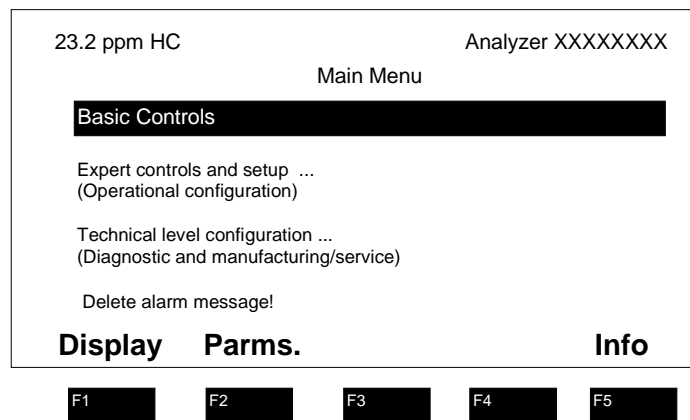 23.2 ppm HC Analyzer XXXXXXXX
Main Menu
Basic Controls
Expert controls and setup ...
(Operational configuration)
Technical level configuration ...
(Diagnostic and manufacturing/service)
Delete alarm message!
Display Parms. Info
F1 F2 F3 F4 F5